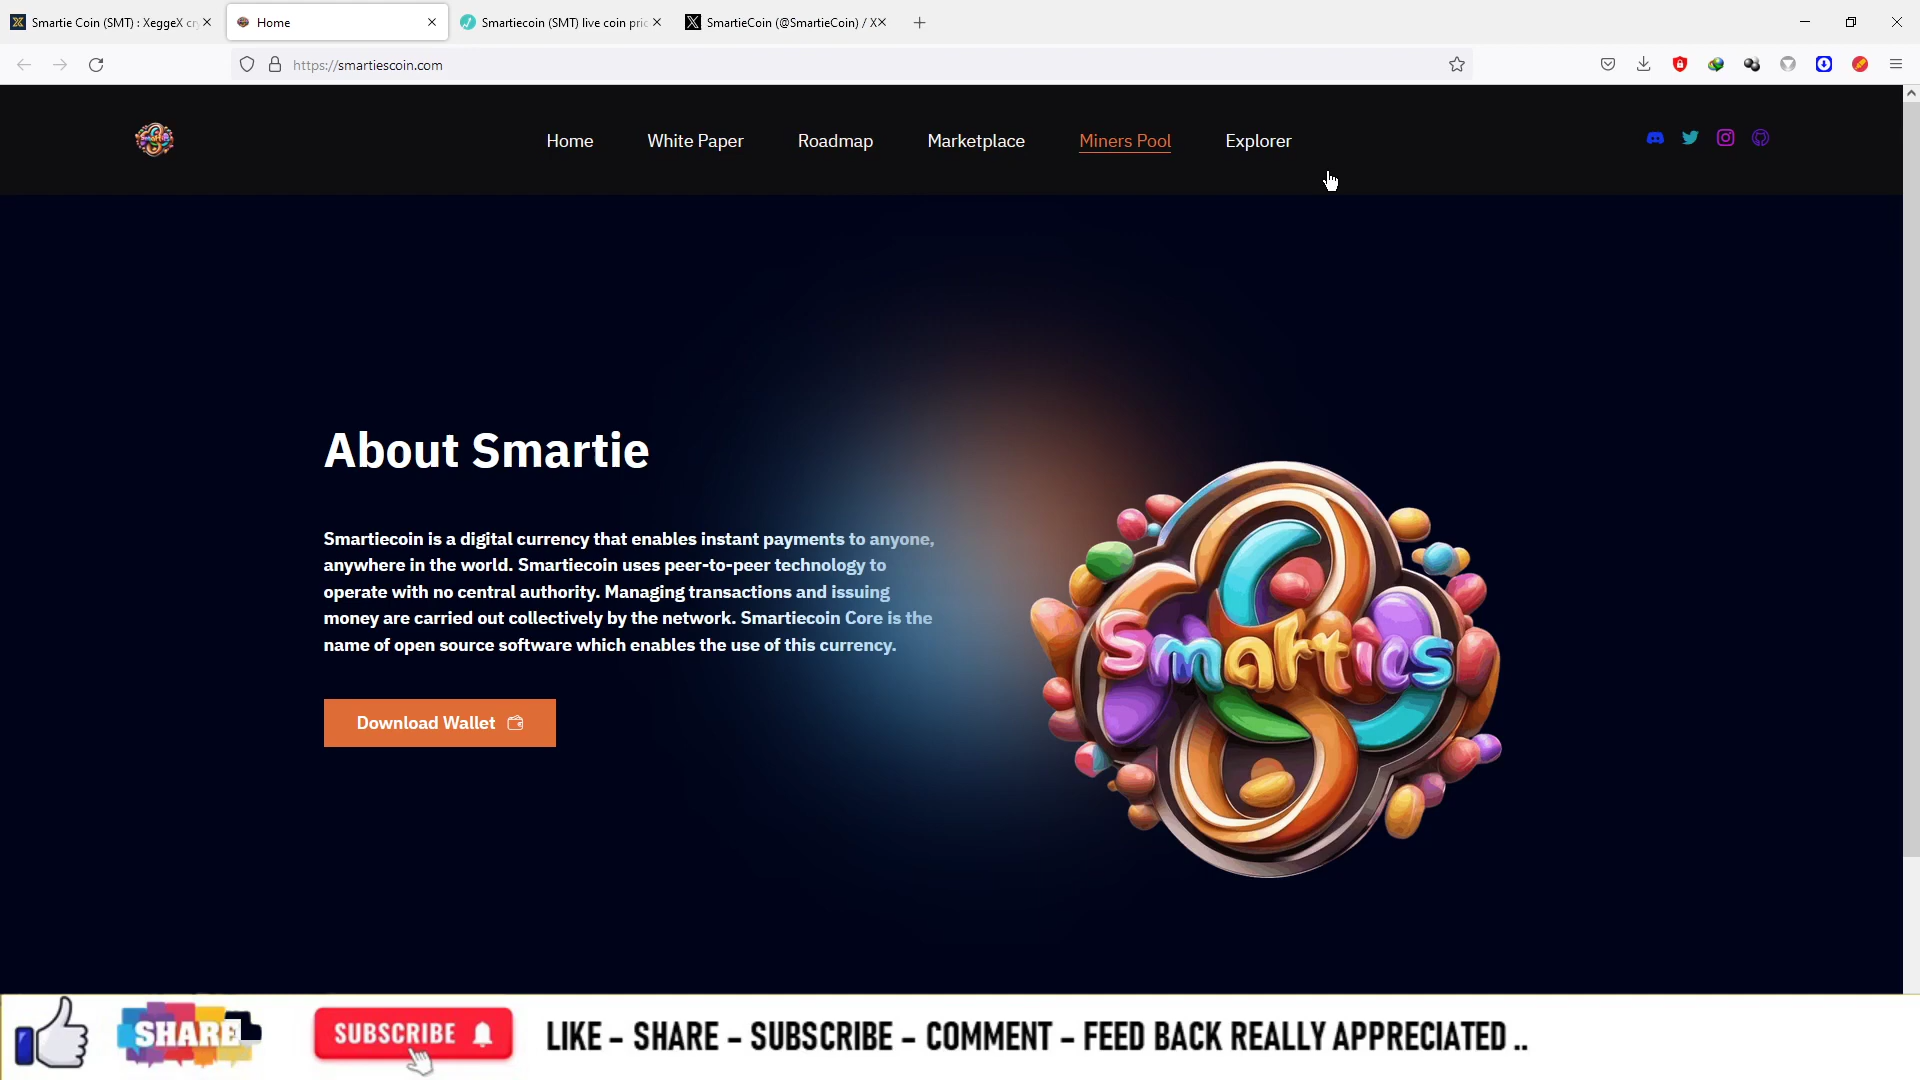 Smartie Coin (SMT) : XeggeX cr
Home
Smartiecoin (SMT) live coin pric
SmartieCoin (@SmartieCoin) / X
https://smartiescoin.com
Home
White Paper
Roadmap
Marketplace
Miners Pool
Explorer
About Smartie
Smartiecoin is a digital currency that enables instant payments to anyone,
anywhere in the world. Smartiecoin uses peer-to-peer technology to
operate with no central authority. Managing transactions and issuing
money are carried out collectively by the network. Smartiecoin Core is the
name of open source software which enables the use of this currency.
Download Wallet
Smarties
SHARE
SUBSCRIBE
LIKE - SHARE - SUBSCRIBE - COMMENT - FEED BACK REALLY APPRECIATED ..